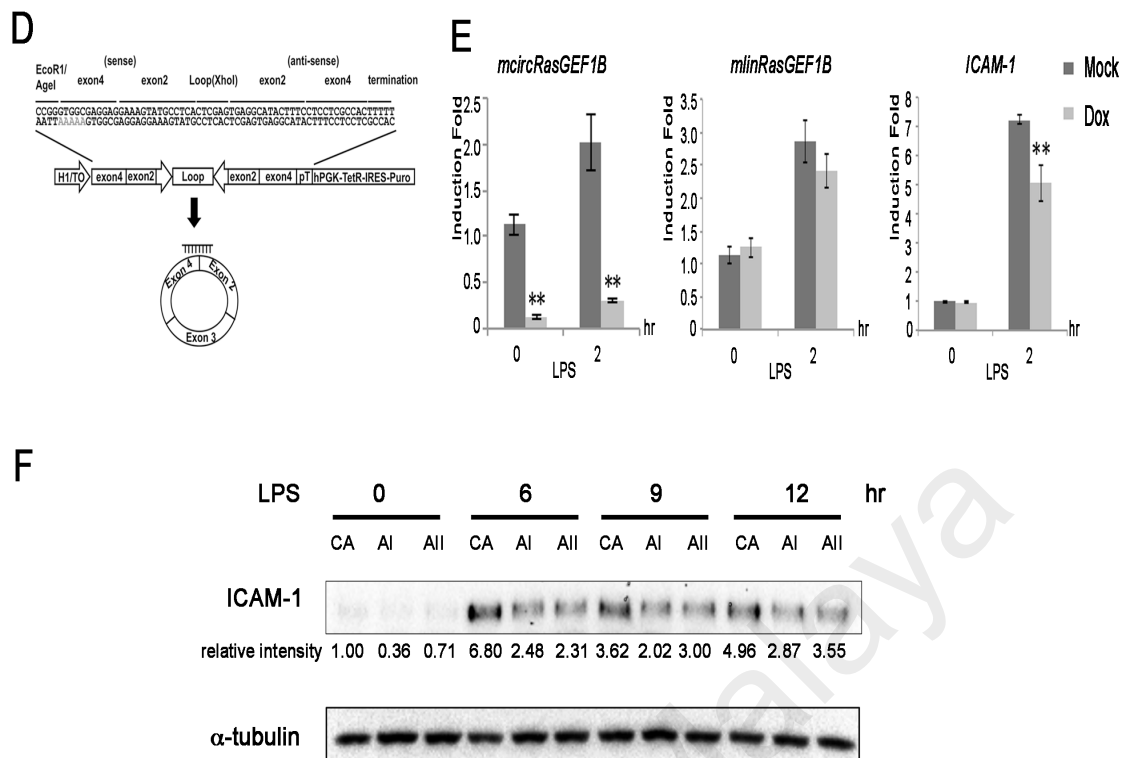 D
(sense)
(anti-sense)
EcoR1/
AgeI
exon4
exon2
Loop(XhoI)
exon2
exon4
termination
CCGGGTGGCGAGGAGGAAAGTATGCCTCACTCGAGTGAGGCATACTTTCCTCCTCGCCACTTTTT
AATTAAAAAGTGGCGAGGAGGAAAGTATGCCTCACTCGAGTGAGGCATACTTTCCTCCTCGCCAC
H1/TO
exon4
exon2
Loop
exon2
exon4
pT
hPGK-TetR-IRES-Puro
Exon 4
Exon 2
Exon 3
E
mcircRasGEF1B
Induction Fold
2.5
2.0
1.5
1.0
0.5
0
**
**
hr
0
2
LPS
mlinRasGEF1B
Induction Fold
3.5
3.0
2.5
2.0
1.5
1.0
0.5
0
hr
0
2
LPS
ICAM-1
Induction Fold
8
7
6
5
4
3
2
1
0
**
hr
0
2
LPS
Mock
Dox
F
LPS 0 6 9 12 hr
CA AI AII CA AI AII CA AI AII CA AI AII
ICAM-1
relative intensity 1.00 0.36 0.71 6.80 2.48 2.31 3.62 2.02 3.00 4.96 2.87 3.55
α-tubulin
alaya